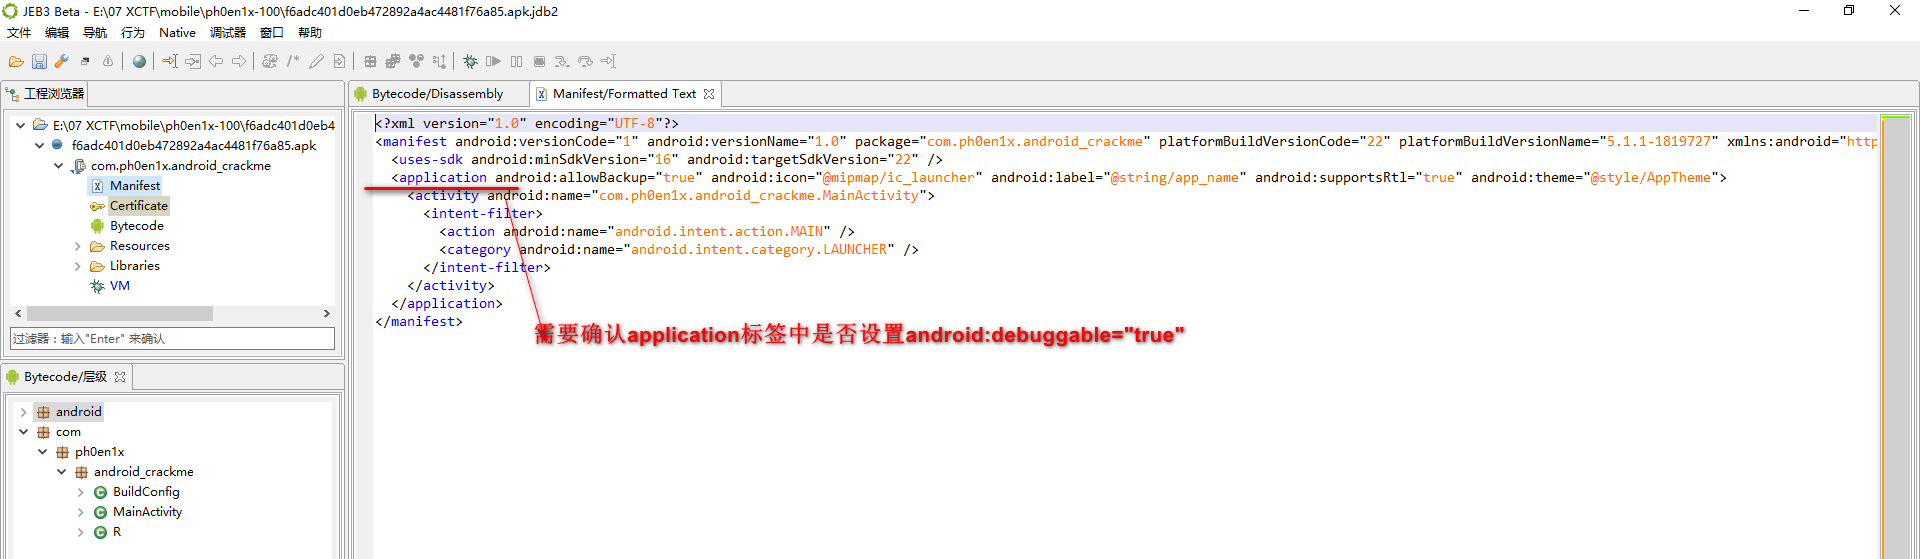 JEB3 Beta - E:\07 XCTF\mobile\ph0en1x-100\f6adc401d0eb472892a4ac4481f76a85.apk.jdb2
文件 编辑 导航 行为 Native 调试器 窗口 帮助
工程浏览器
E:\07 XCTF\mobile\ph0en1x-100\f6adc401d0eb4
f6adc401d0eb472892a4ac4481f76a85.apk
com.ph0en1x.android_crackme
Manifest
Certificate
Bytecode
Resources
Libraries
VM
过滤器：输入"Enter" 来确认
Bytecode/层级
android
com
ph0en1x
android_crackme
BuildConfig
MainActivity
R
Bytecode/Disassembly
Manifest/Formatted Text
<?xml version="1.0" encoding="UTF-8"?>
<manifest android:versionCode="1" android:versionName="1.0" package="com.ph0en1x.android_crackme" platformBuildVersionCode="22" platformBuildVersionName="5.1.1-1819727" xmlns:android="http
<uses-sdk android:minSdkVersion="16" android:targetSdkVersion="22" />
<application android:allowBackup="true" android:icon="@mipmap/ic_launcher" android:label="@string/app_name" android:supportsRtl="true" android:theme="@style/AppTheme">
<activity android:name="com.ph0en1x.android_crackme.MainActivity">
<intent-filter>
<action android:name="android.intent.action.MAIN" />
<category android:name="android.intent.category.LAUNCHER" />
</intent-filter>
</activity>
</application>
</manifest>
需要确认application标签中是否设置android:debuggable="true"